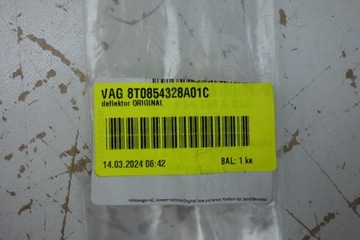 VAG 8T0854328A01C
deflektor ORIGINAL
14.03.2024 06:42
BAL: 1 ks